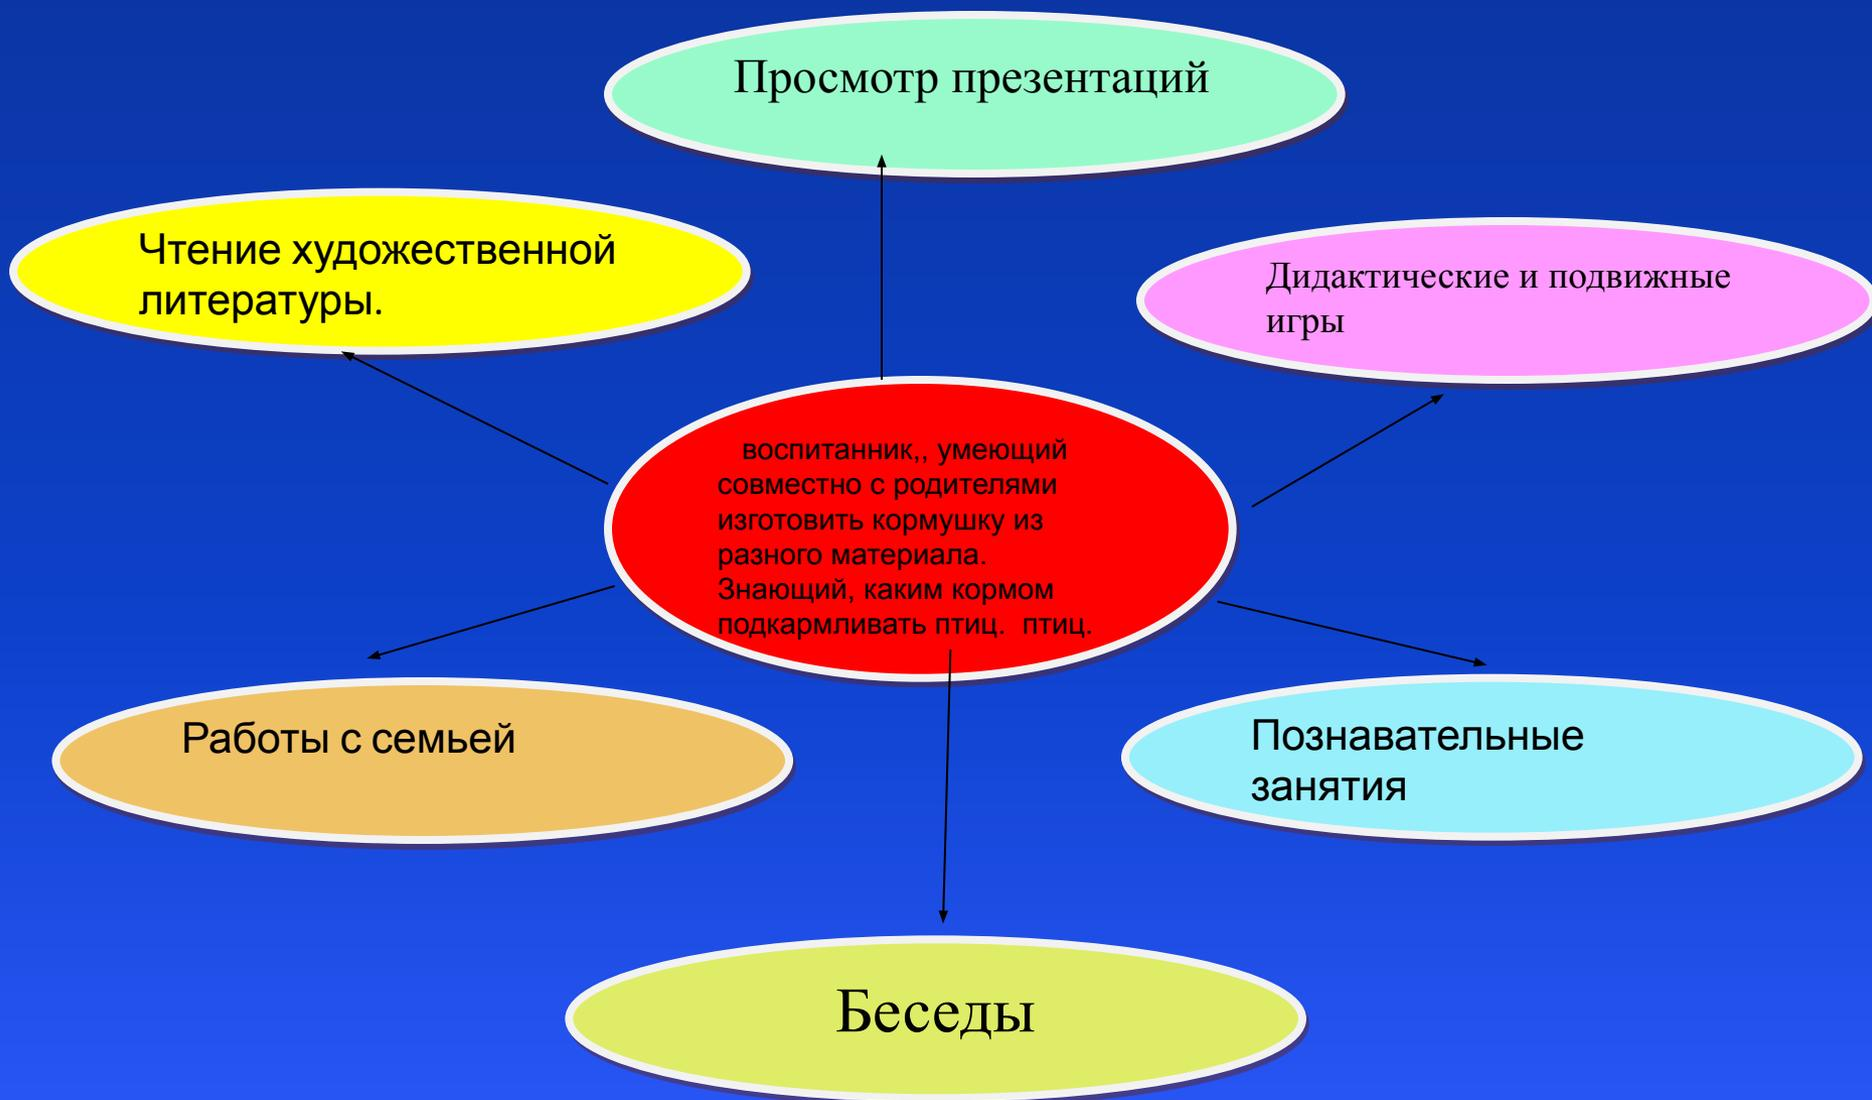 Просмотр презентаций
Чтение художественной
литературы.
Дидактические и подвижные
игры
воспитанник,, умеющий
совместно с родителями
изготовить кормушку из
разного материала.
Знающий, каким кормом
подкармливать птиц.  птиц.
Работы с семьей
Познавательные
занятия
Беседы